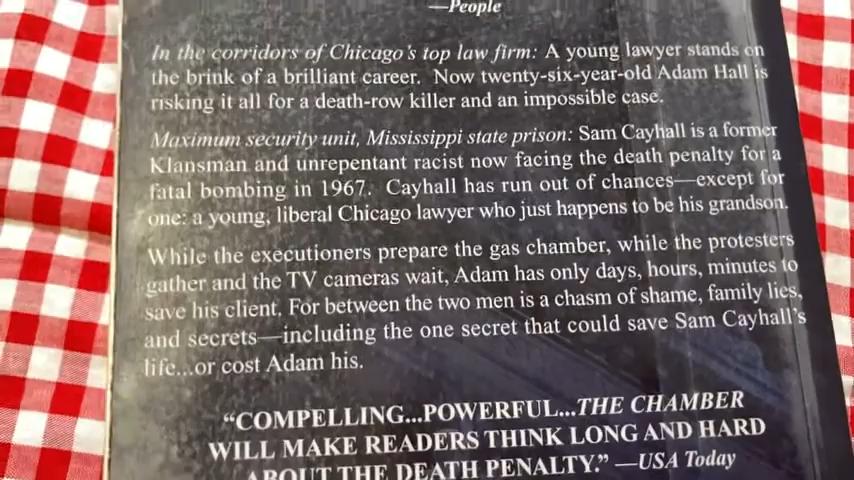 —People
In the corridors of Chicago's top law firm: A young lawyer stands on
the brink of a brilliant career. Now twenty-six-year-old Adam Hall is
risking it all for a death-row killer and an impossible case.
Maximum security unit, Mississippi state prison: Sam Cayhall is a former
Klansman and unrepentant racist now facing the death penalty for a
fatal bombing in 1967. Cayhall has run out of chances—except for
one: a young, liberal Chicago lawyer who just happens to be his grandson.
While the executioners prepare the gas chamber, while the protesters
gather and the TV cameras wait, Adam has only days, hours, minutes to
save his client. For between the two men is a chasm of shame, family lies,
and secrets—including the one secret that could save Sam Cayhall's
life...or cost Adam his.
“COMPELLING...POWERFUL...THE CHAMBER
WILL MAKE READERS THINK LONG AND HARD
ABOUT THE DEATH PENALTY.” —USA Today